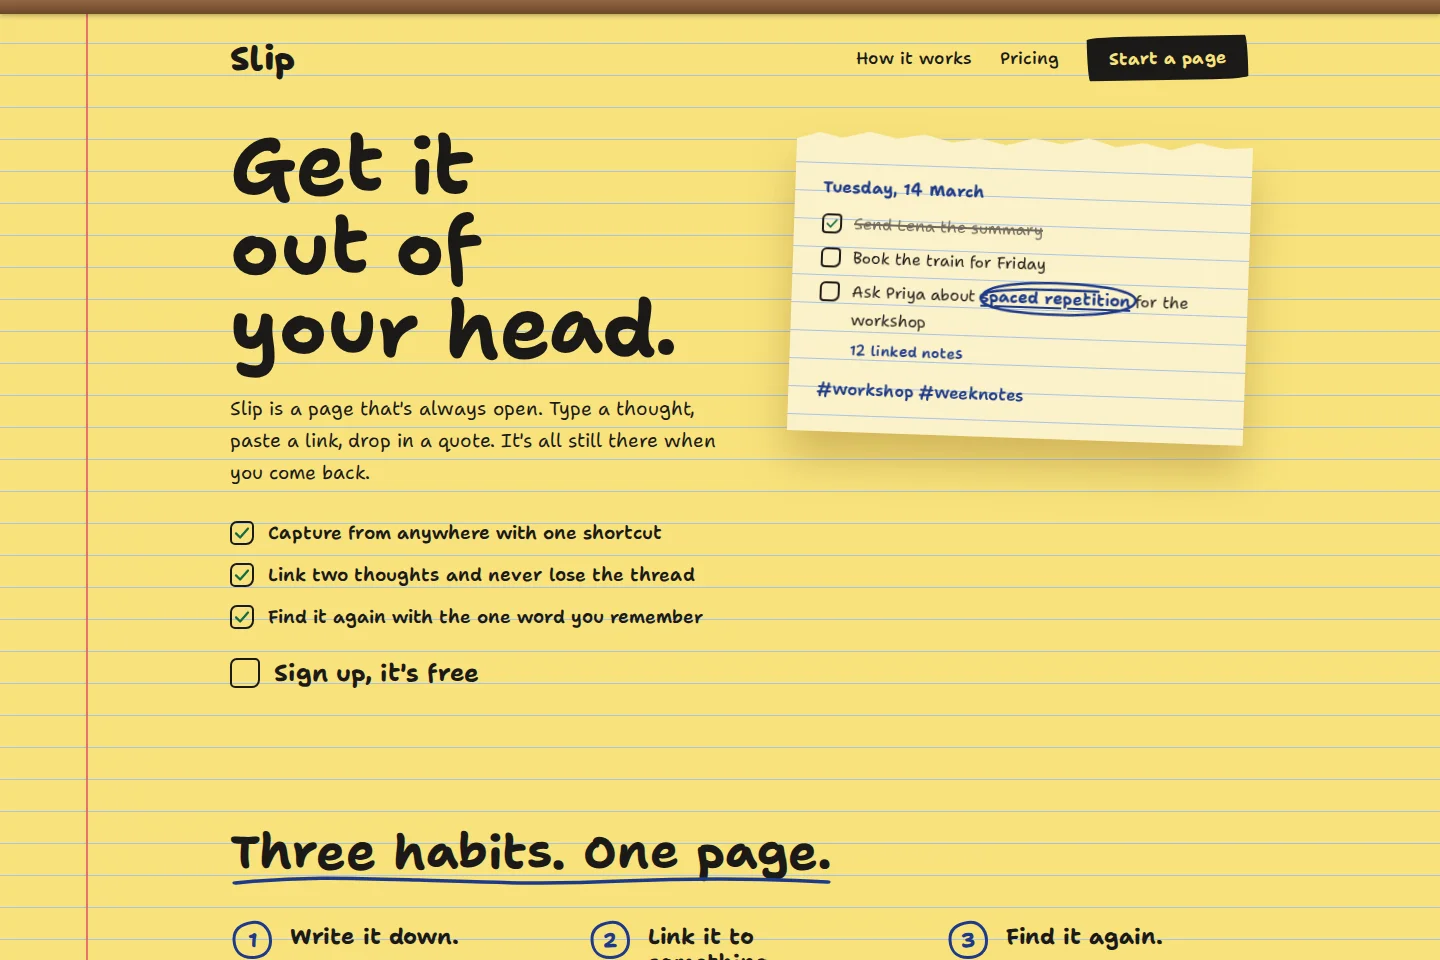 Slip
How it works
Pricing
Start a page
Get it
out of
your head.
Slip is a page that's always open. Type a thought,
paste a link, drop in a quote. It's all still there when
you come back.
Capture from anywhere with one shortcut
Link two thoughts and never lose the thread
Find it again with the one word you remember
Sign up, it's free
Tuesday, 14 March
Send Lena the summary
Book the train for Friday
Ask Priya about spaced repetition for the
workshop
12 linked notes
#workshop #weeknotes
Three habits. One page.
1 Write it down.
2 Link it to
something
3 Find it again.